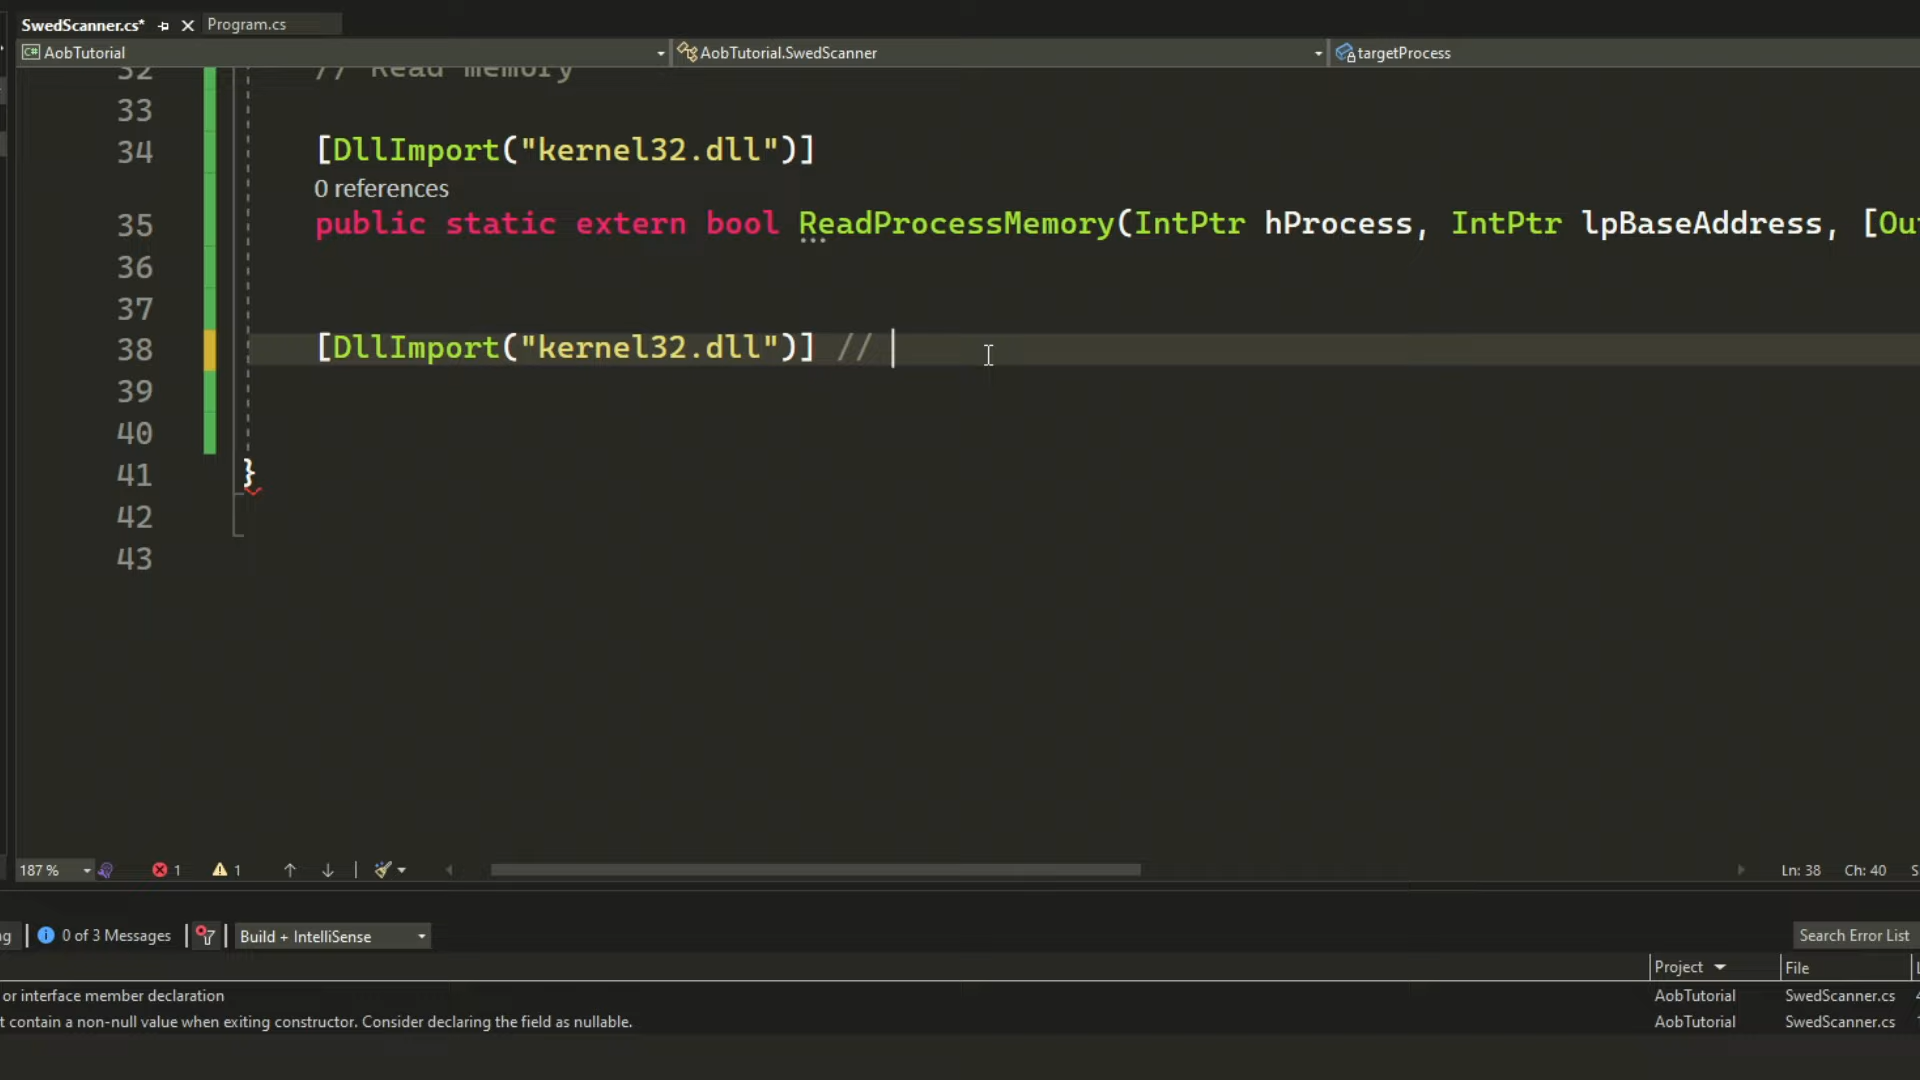 SwedScanner.cs* Program.cs
AobTutorial AobTutorial.SwedScanner targetProcess
32 // Read memory
33
34 [DllImport("kernel32.dll")]
0 references
35 public static extern bool ReadProcessMemory(IntPtr hProcess, IntPtr lpBaseAddress, [Ou
36
37
38 [DllImport("kernel32.dll")] //
39
40
41 }
42
43
187 % 1 1 Ln: 38 Ch: 40 S
ng 0 of 3 Messages Build + IntelliSense Search Error List
Project File L
or interface member declaration AobTutorial SwedScanner.cs
t contain a non-null value when exiting constructor. Consider declaring the field as nullable. AobTutorial SwedScanner.cs